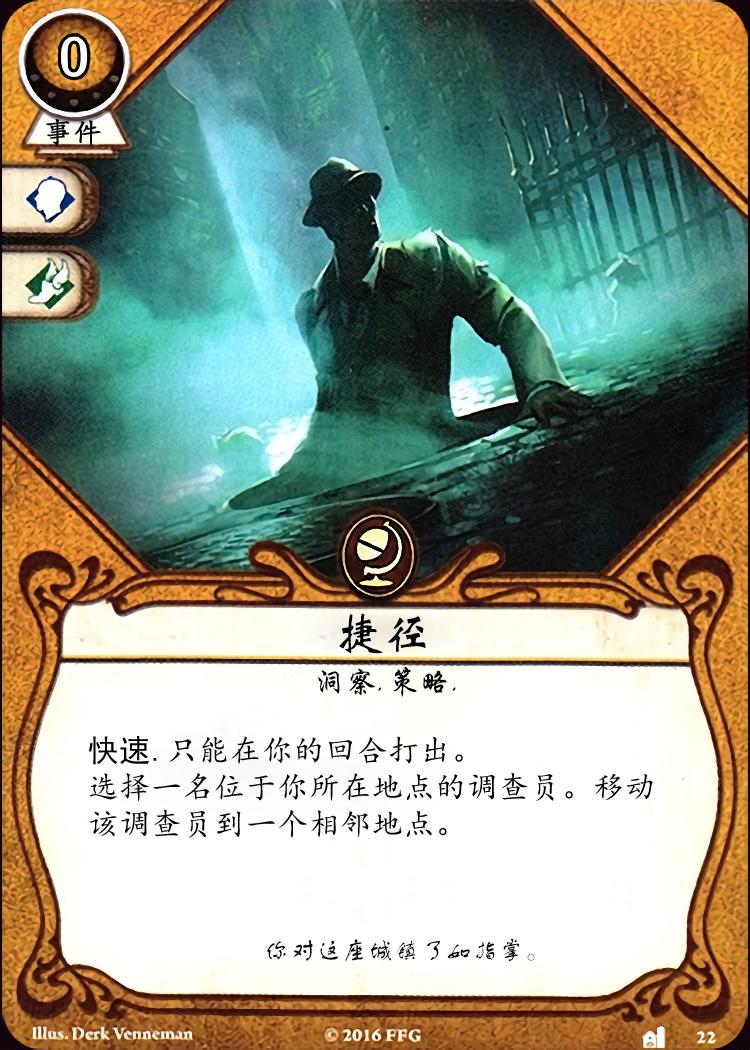 0
事件
捷径
洞察.策略.
快速.只能在你的回合打出。
选择一名位于你所在地点的调查员。移动
该调查员到一个相邻地点。
你对这座城镇了如指掌。
Illus. Derk Venneman
© 2016 FFG
22